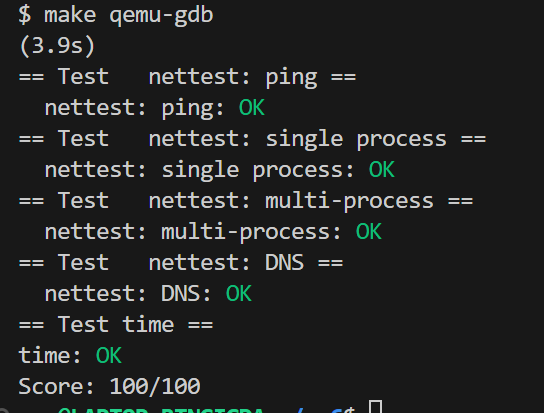 $ make qemu-gdb
(3.9s)
== Test   nettest: ping ==
  nettest: ping: OK
== Test   nettest: single process ==
  nettest: single process: OK
== Test   nettest: multi-process ==
  nettest: multi-process: OK
== Test   nettest: DNS ==
  nettest: DNS: OK
== Test time ==
time: OK
Score: 100/100